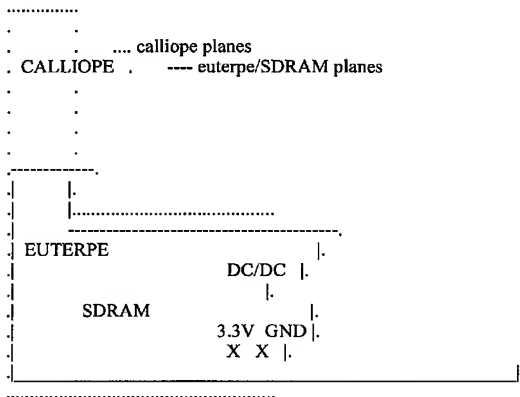 .... calliope planes
CALLIOPE ---- euterpe/SDRAM planes
EUTERPE
DC/DC
SDRAM
3.3V GND
X X